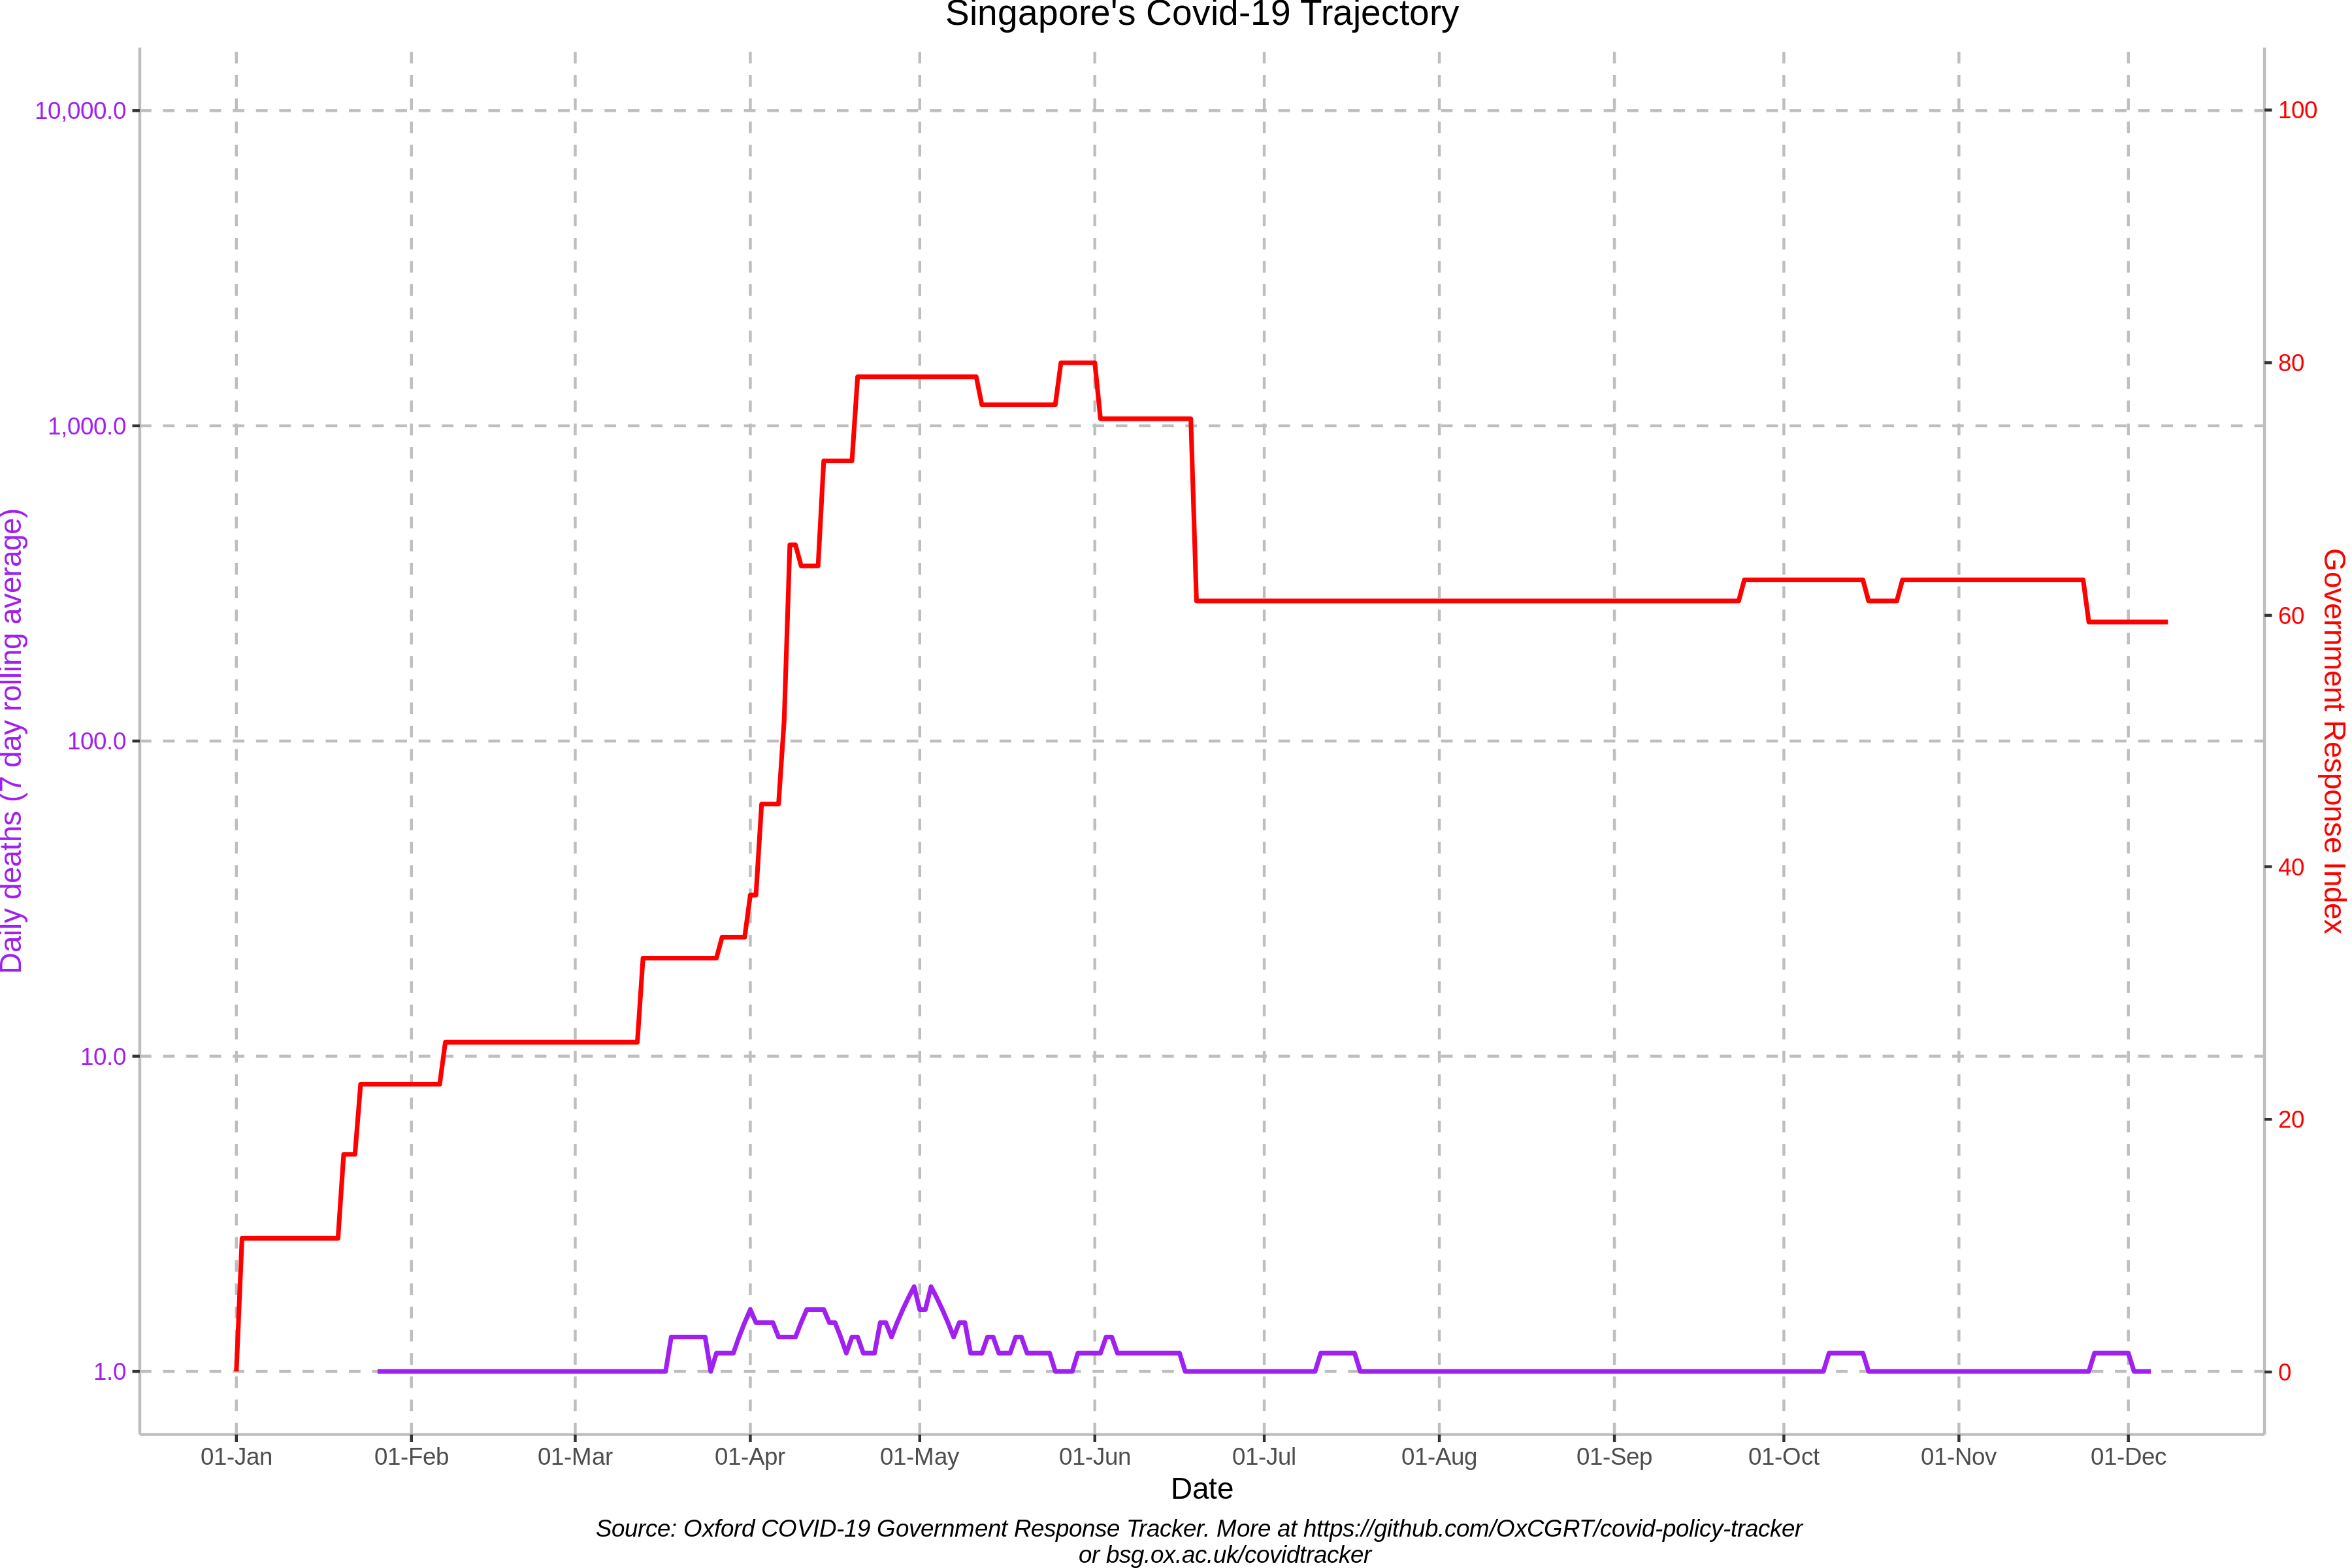 Singapore's Covid-19 Trajectory
10,000.0
1,000.0
100.0
10.0
1.0
Daily deaths (7 day rolling average)
100
80
60
40
20
0
Government Response Index
01-Jan 01-Feb 01-Mar 01-Apr 01-May 01-Jun 01-Jul 01-Aug 01-Sep 01-Oct 01-Nov 01-Dec
Date
Source: Oxford COVID-19 Government Response Tracker. More at https://github.com/OxCGRT/covid-policy-tracker
or bsg.ox.ac.uk/covidtracker